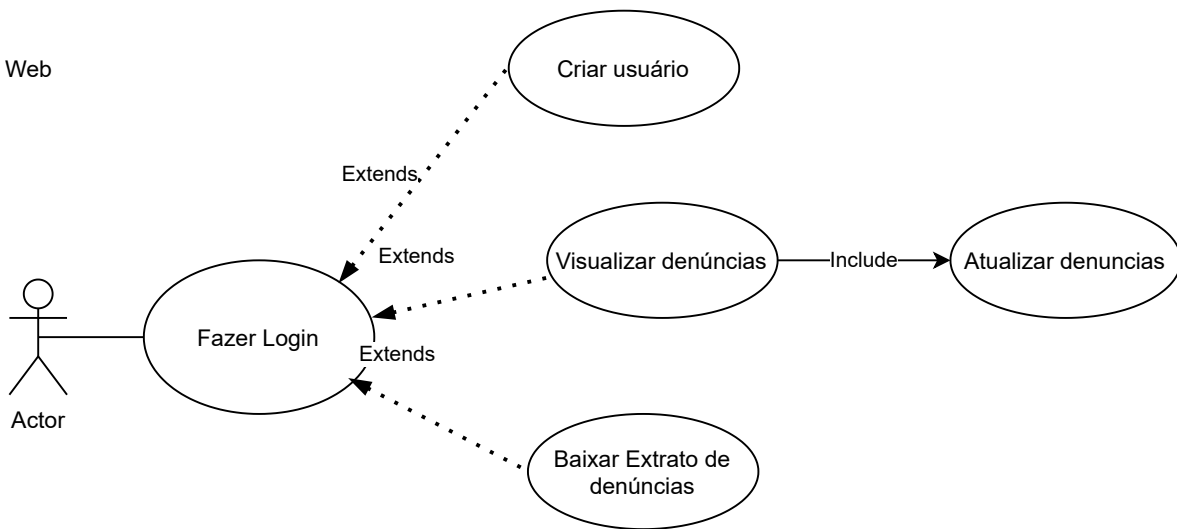 Web
Criar usuário
Extends
Extends
Visualizar denúncias
Include
Atualizar denuncias
Fazer Login
Extends
Actor
Baixar Extrato de
denúncias